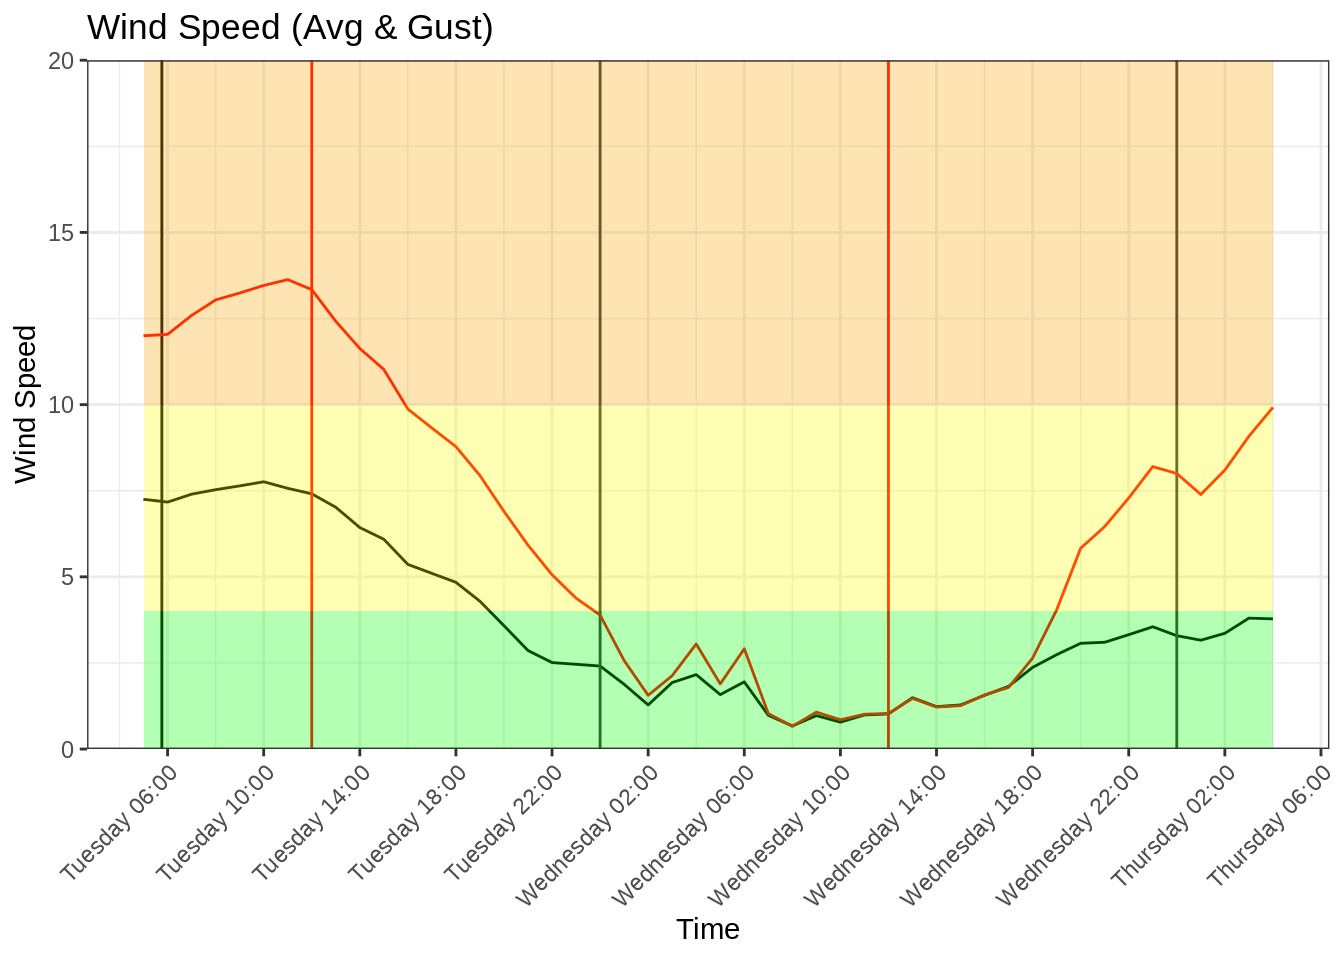 Wind Speed (Avg & Gust)
20
15
10
5
0
Wind Speed
Tuesday 06:00
Tuesday 10:00
Tuesday 14:00
Tuesday 18:00
Tuesday 22:00
Wednesday 02:00
Wednesday 06:00
Wednesday 10:00
Wednesday 14:00
Wednesday 18:00
Wednesday 22:00
Thursday 02:00
Thursday 06:00
Time